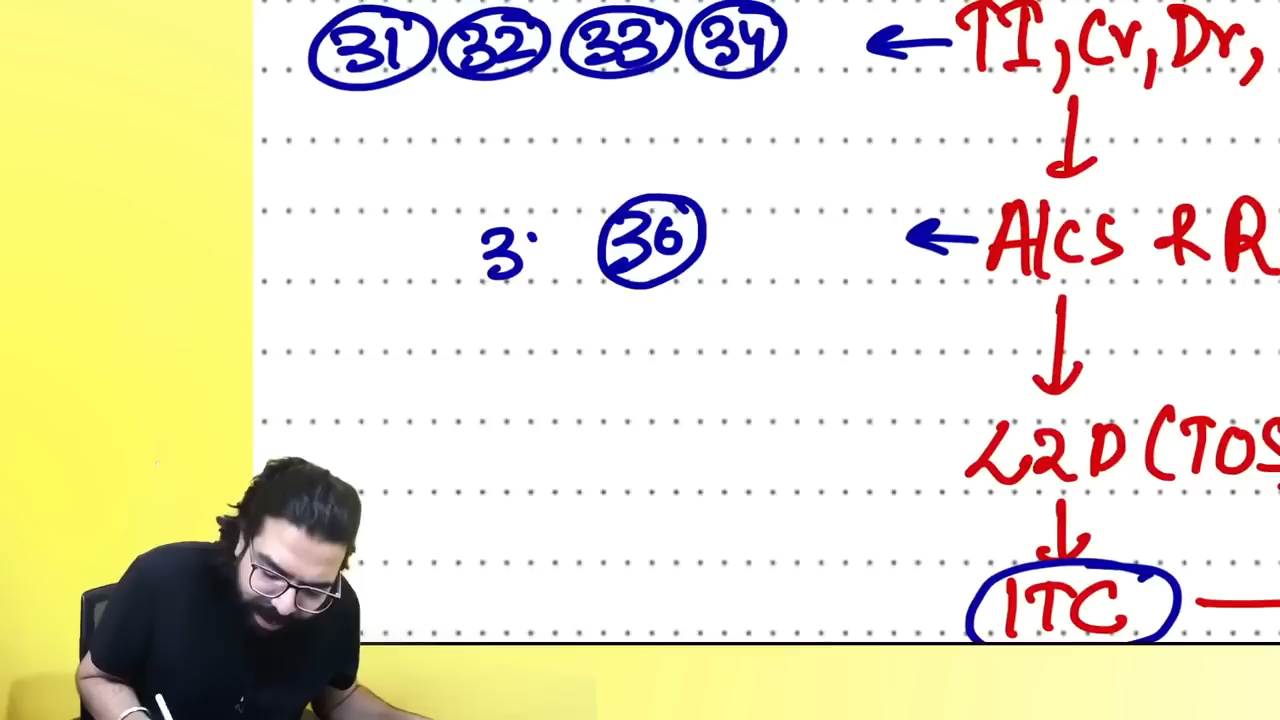 31 32 33 34 ← TI, Cr, Dr,
3 36 ← A/cs & R
L2D (TOS
ITC